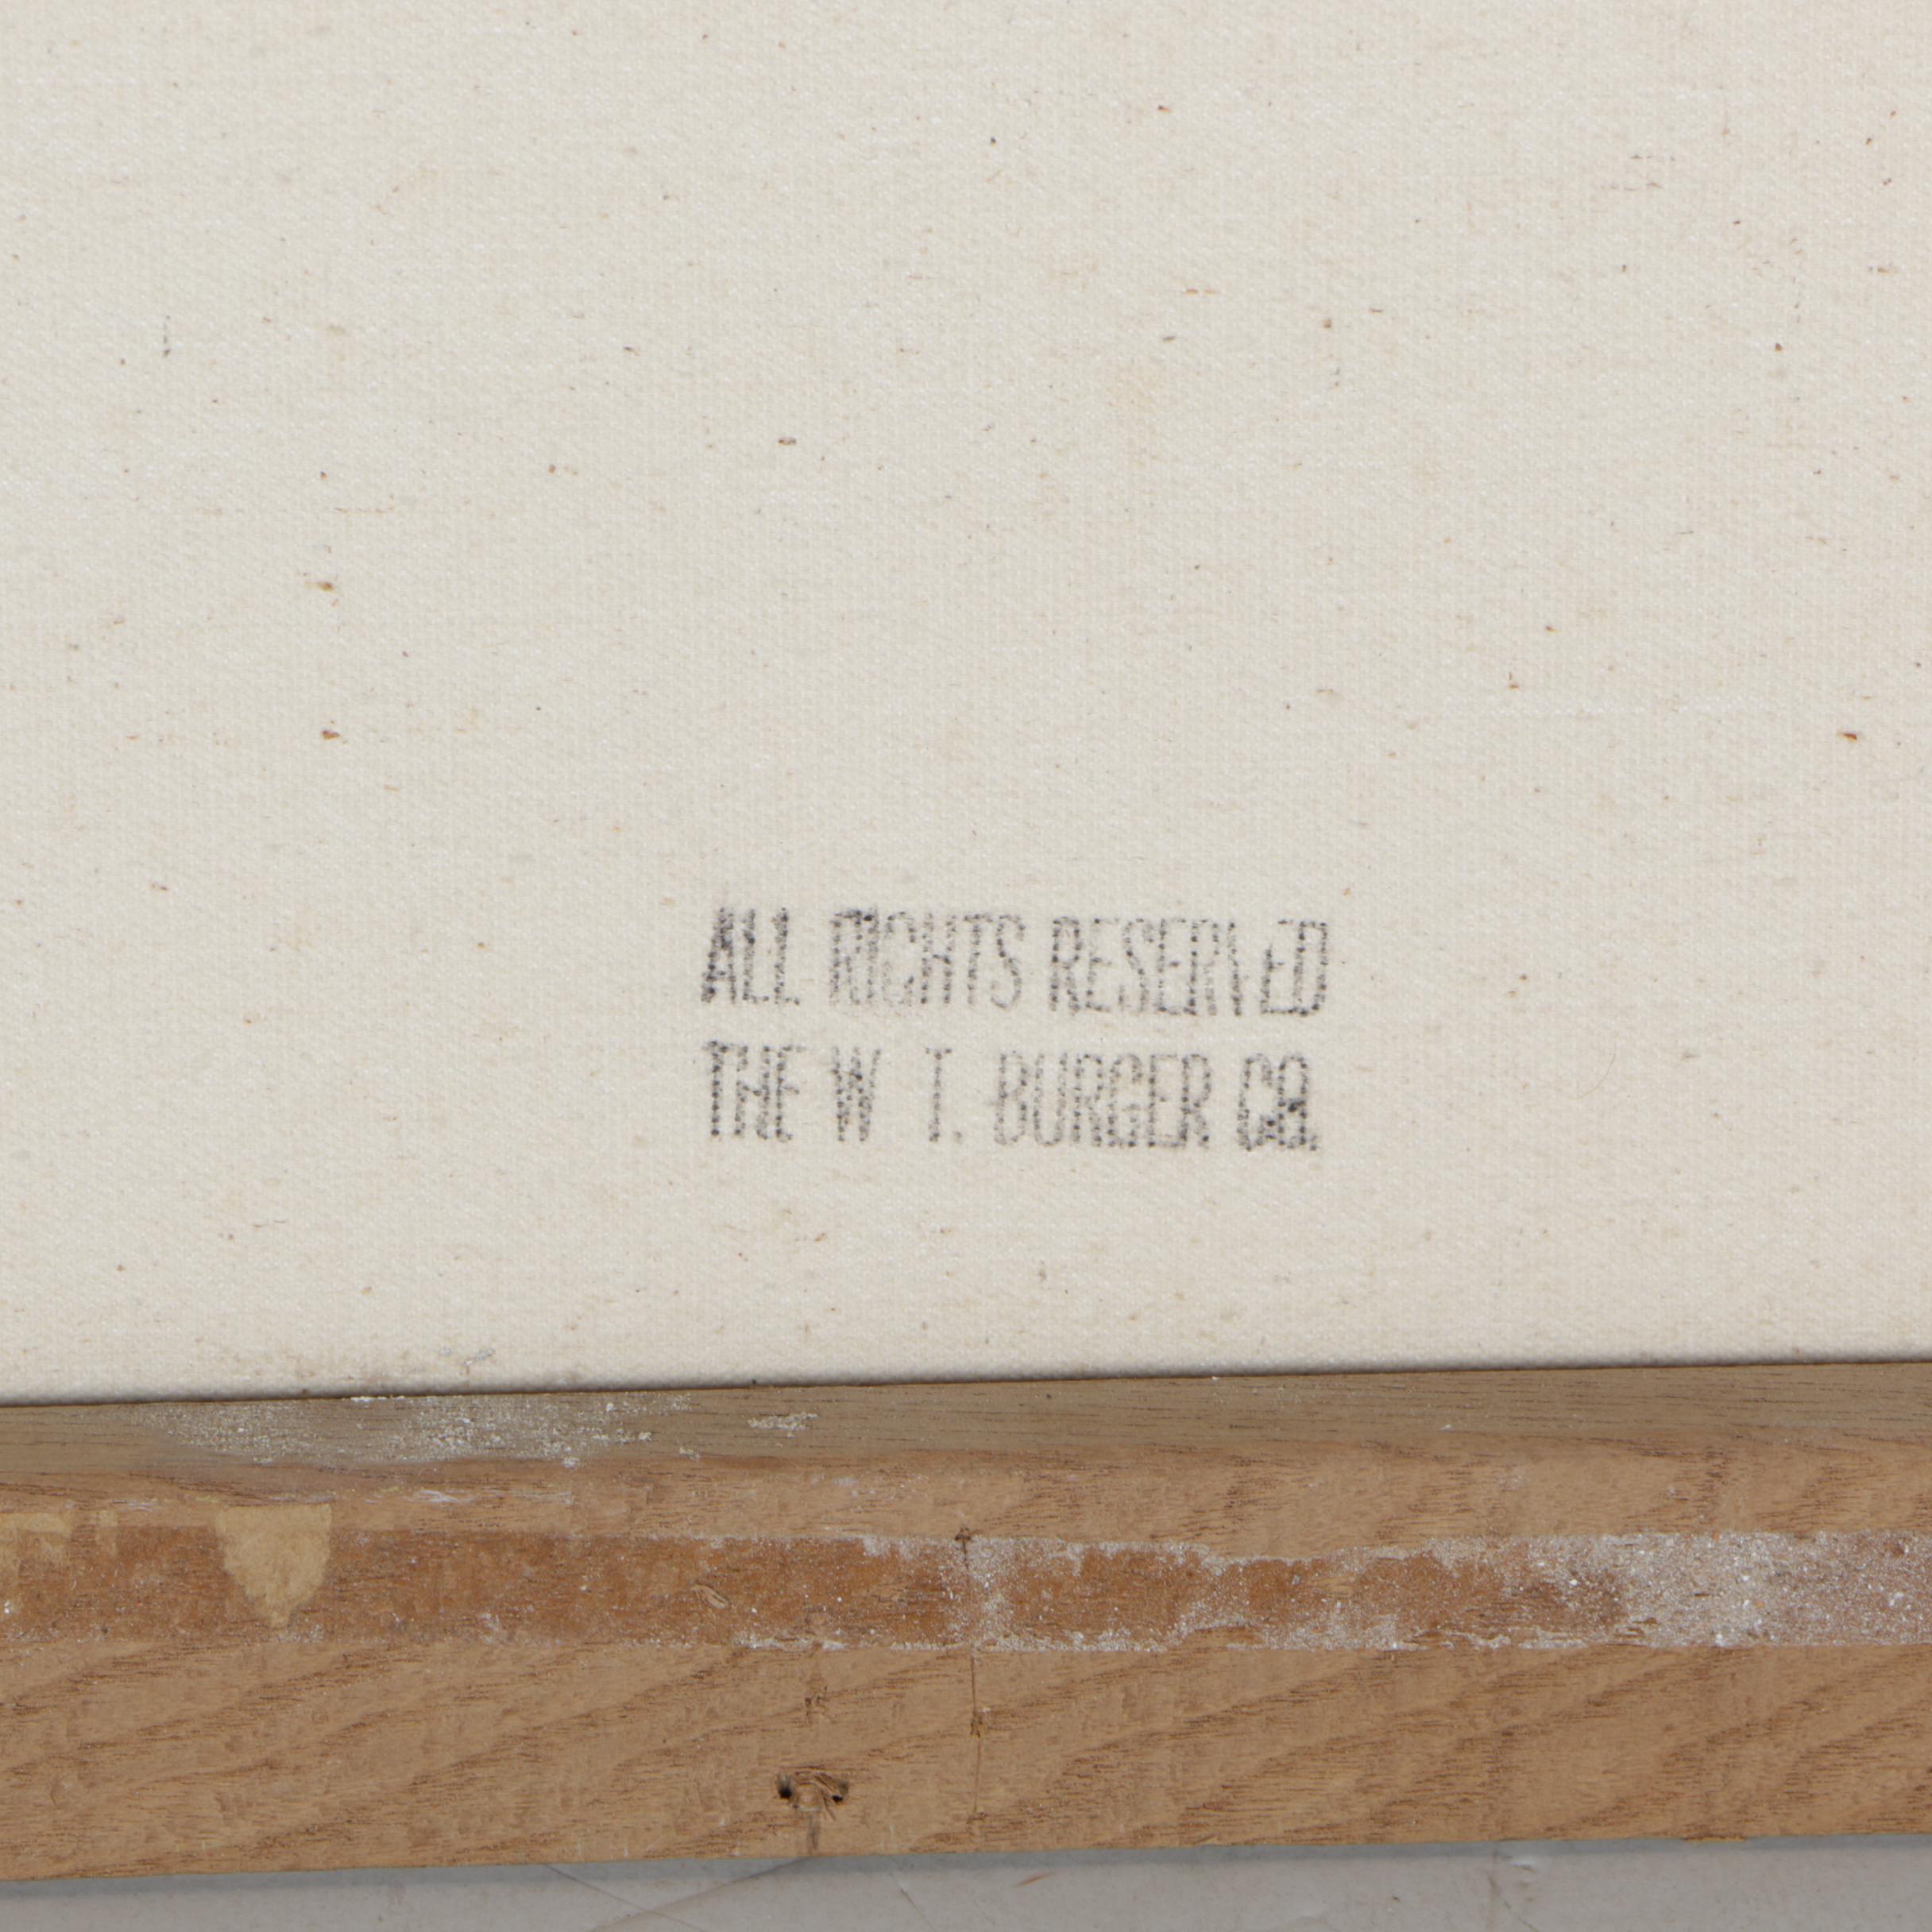 ALL RIGHTS RESERVED
THE W T. BURGER CO.